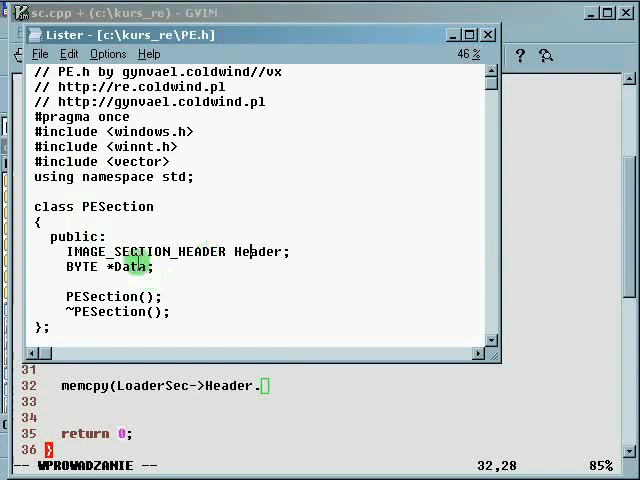 sc.cpp + (c:\kurs_re) - GVIM
Lister - [c:\kurs_re\PE.h]
File Edit Options Help 46 %
// PE.h by gynvael.coldwind//vx
// http://re.coldwind.pl
// http://gynvael.coldwind.pl
#pragma once
#include <windows.h>
#include <winnt.h>
#include <vector>
using namespace std;
class PESection
{
public:
IMAGE_SECTION_HEADER Header;
BYTE *Data;
PESection();
~PESection();
};
31
32 memcpy(LoaderSec->Header.
33
34
35 return 0;
36 }
-- WPROWADZANIE -- 32,28 85%